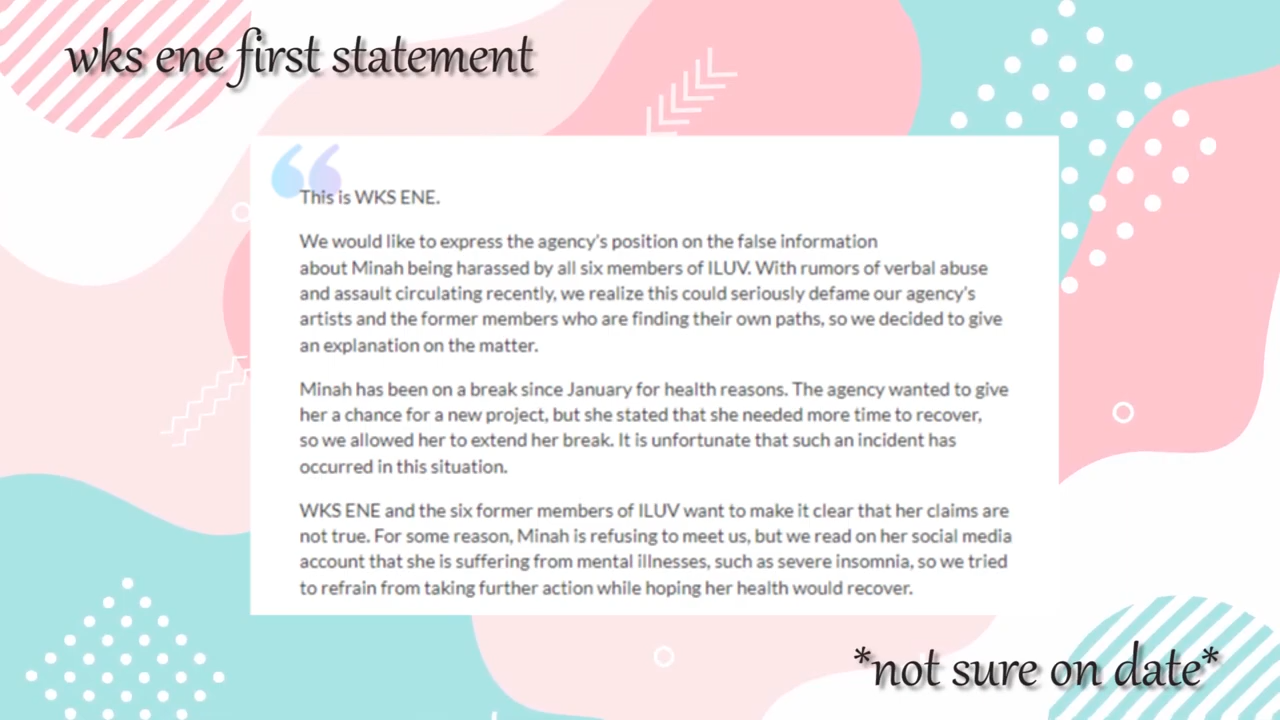 wks ene first statement
This is WKS ENE.
We would like to express the agency's position on the false information
about Minah being harassed by all six members of ILUV. With rumors of verbal abuse
and assault circulating recently, we realize this could seriously defame our agency's
artists and the former members who are finding their own paths, so we decided to give
an explanation on the matter.
Minah has been on a break since January for health reasons. The agency wanted to give
her a chance for a new project, but she stated that she needed more time to recover,
so we allowed her to extend her break. It is unfortunate that such an incident has
occurred in this situation.
WKS ENE and the six former members of ILUV want to make it clear that her claims are
not true. For some reason, Minah is refusing to meet us, but we read on her social media
account that she is suffering from mental illnesses, such as severe insomnia, so we tried
to refrain from taking further action while hoping her health would recover.
*not sure on date*